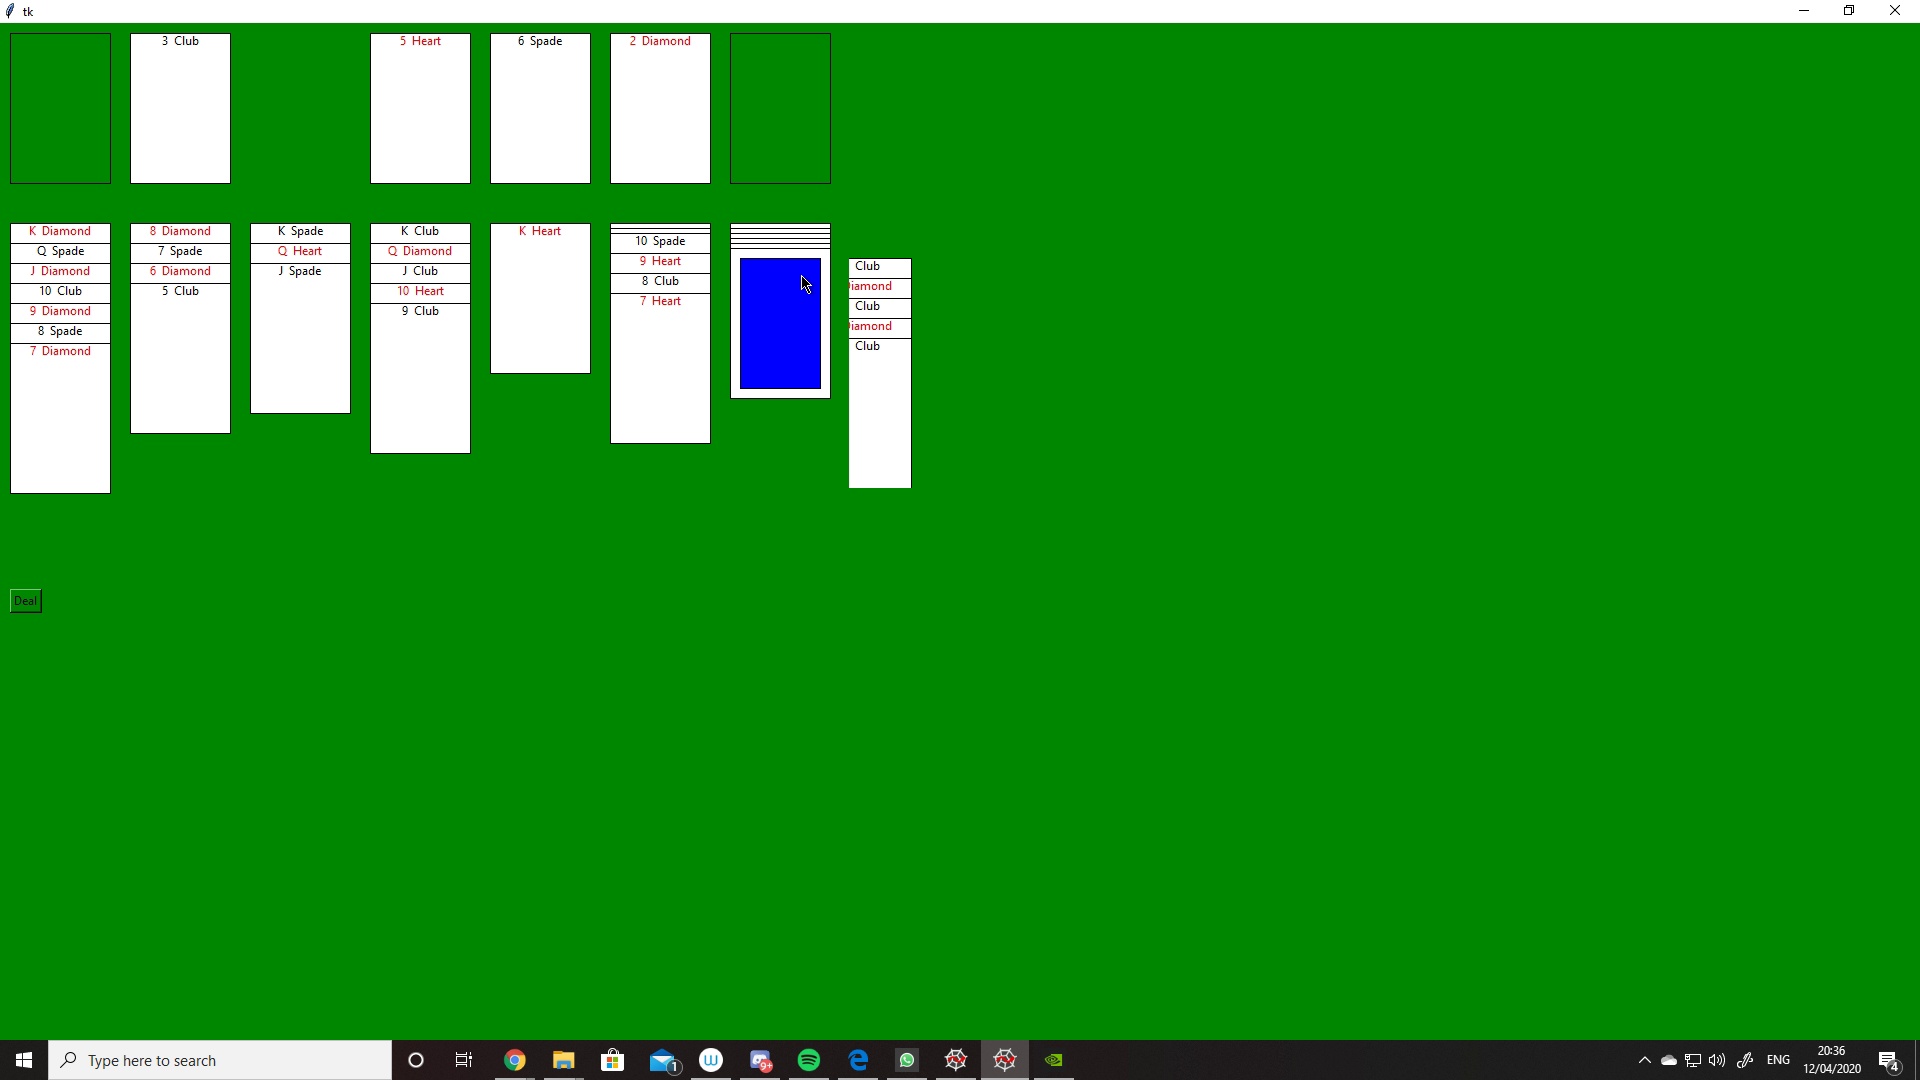 tk
3 Club
5 Heart
6 Spade
2 Diamond
K Diamond
Q Spade
J Diamond
10 Club
9 Diamond
8 Spade
7 Diamond
8 Diamond
7 Spade
6 Diamond
5 Club
K Spade
Q Heart
J Spade
K Club
Q Diamond
J Club
10 Heart
9 Club
K Heart
10 Spade
9 Heart
8 Club
7 Heart
Club
iamond
Club
iamond
Club
Deal
Type here to search
1
W
9+
ENG
20:36
12/04/2020
4